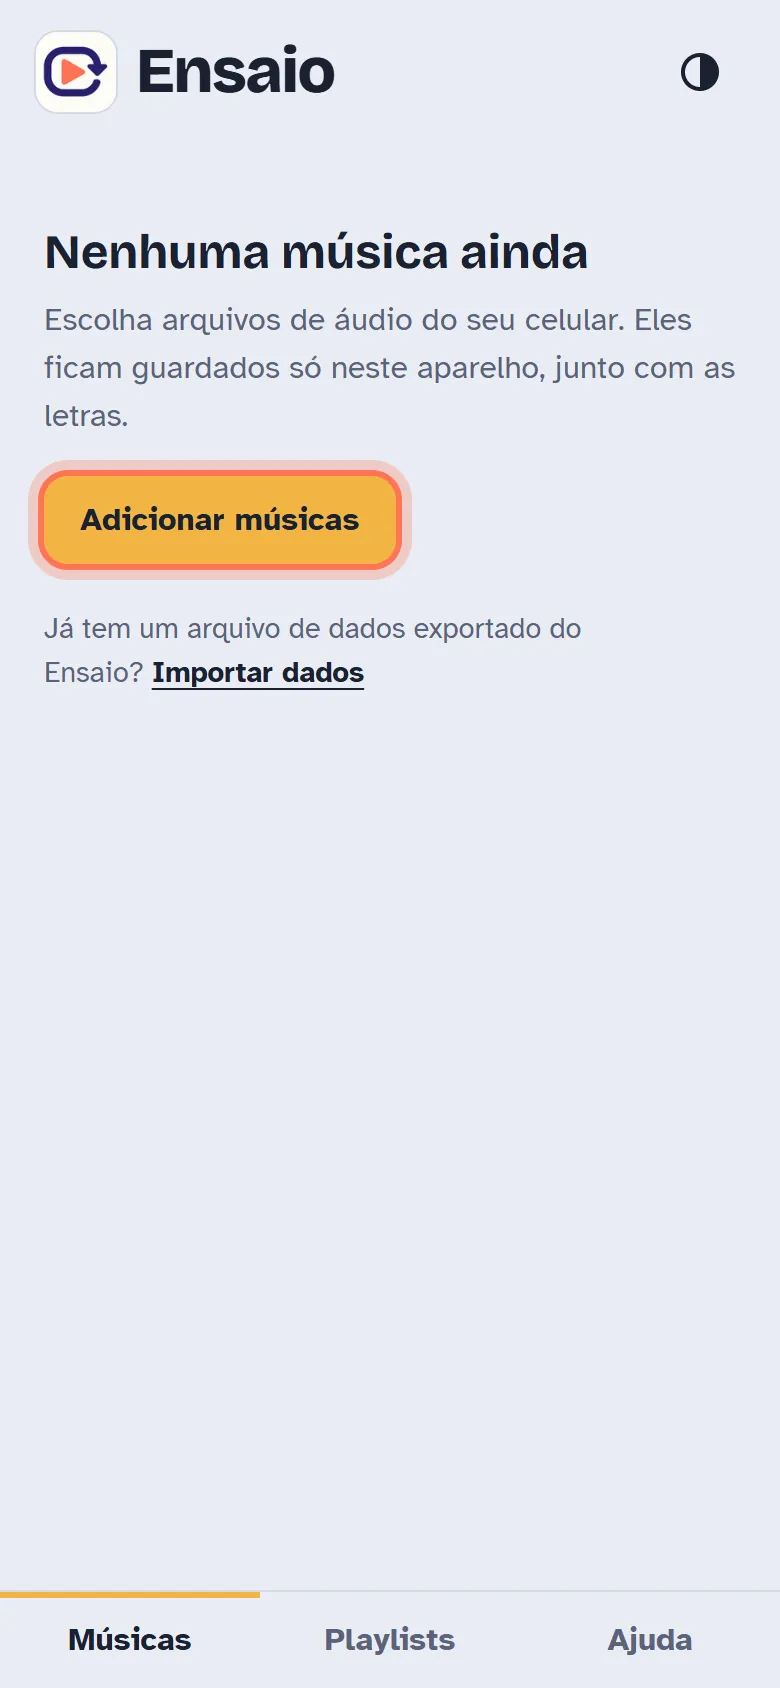 Ensaio
Nenhuma música ainda
Escolha arquivos de áudio do seu celular. Eles
ficam guardados só neste aparelho, junto com as
letras.
Adicionar músicas
Já tem um arquivo de dados exportado do
Ensaio? Importar dados
Músicas
Playlists
Ajuda